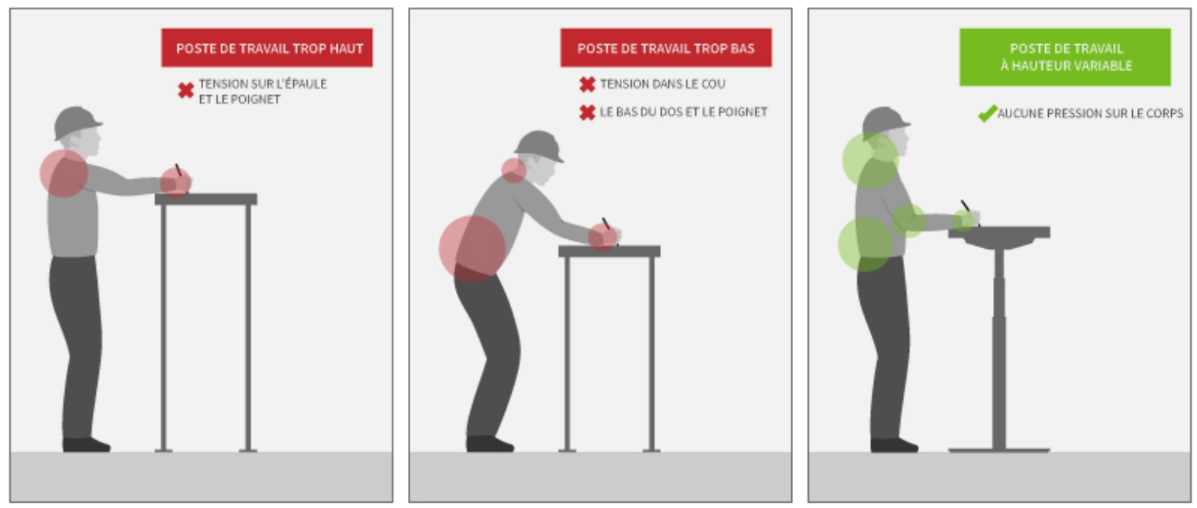 POSTE DE TRAVAIL TROP HAUT
TENSION SUR L'ÉPAULE
ET LE POIGNET
POSTE DE TRAVAIL TROP BAS
TENSION DANS LE COU
LE BAS DU DOS ET LE POIGNET
POSTE DE TRAVAIL
À HAUTEUR VARIABLE
AUCUNE PRESSION SUR LE CORPS